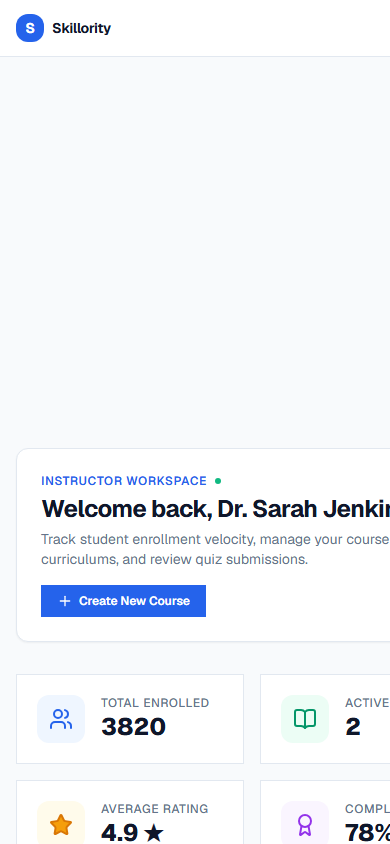 S Skillority
INSTRUCTOR WORKSPACE
Welcome back, Dr. Sarah Jenkin
Track student enrollment velocity, manage your course
curriculums, and review quiz submissions.
+ Create New Course
TOTAL ENROLLED
3820
ACTIVE
2
AVERAGE RATING
4.9 ★
COMPL
78%